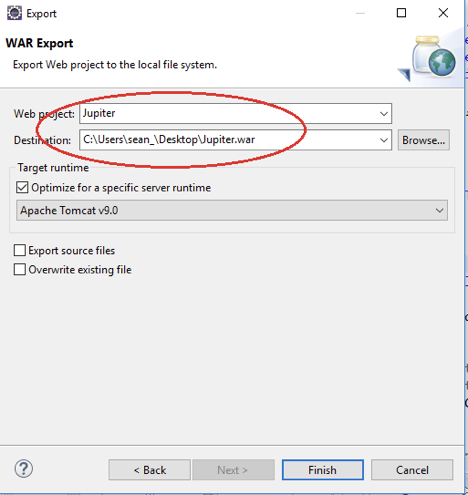 Export
WAR Export
Export Web project to the local file system.
Web project: Jupiter
Destination: C:\Users\sean_\Desktop\Jupiter.war Browse...
Target runtime
Optimize for a specific server runtime
Apache Tomcat v9.0
Export source files
Overwrite existing file
? < Back Next > Finish Cancel